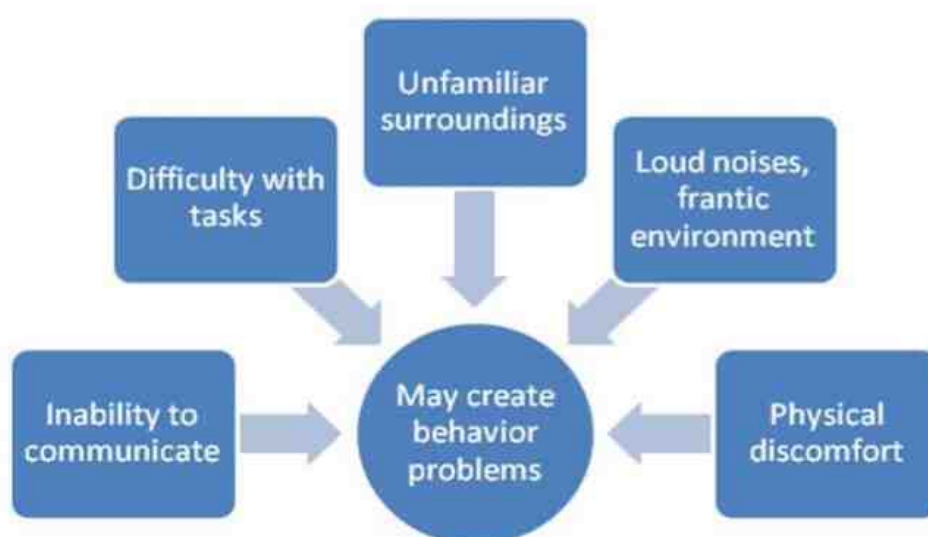 Unfamiliar
surroundings
Difficulty with
tasks
Loud noises,
frantic
environment
Inability to
communicate
May create
behavior
problems
Physical
discomfort